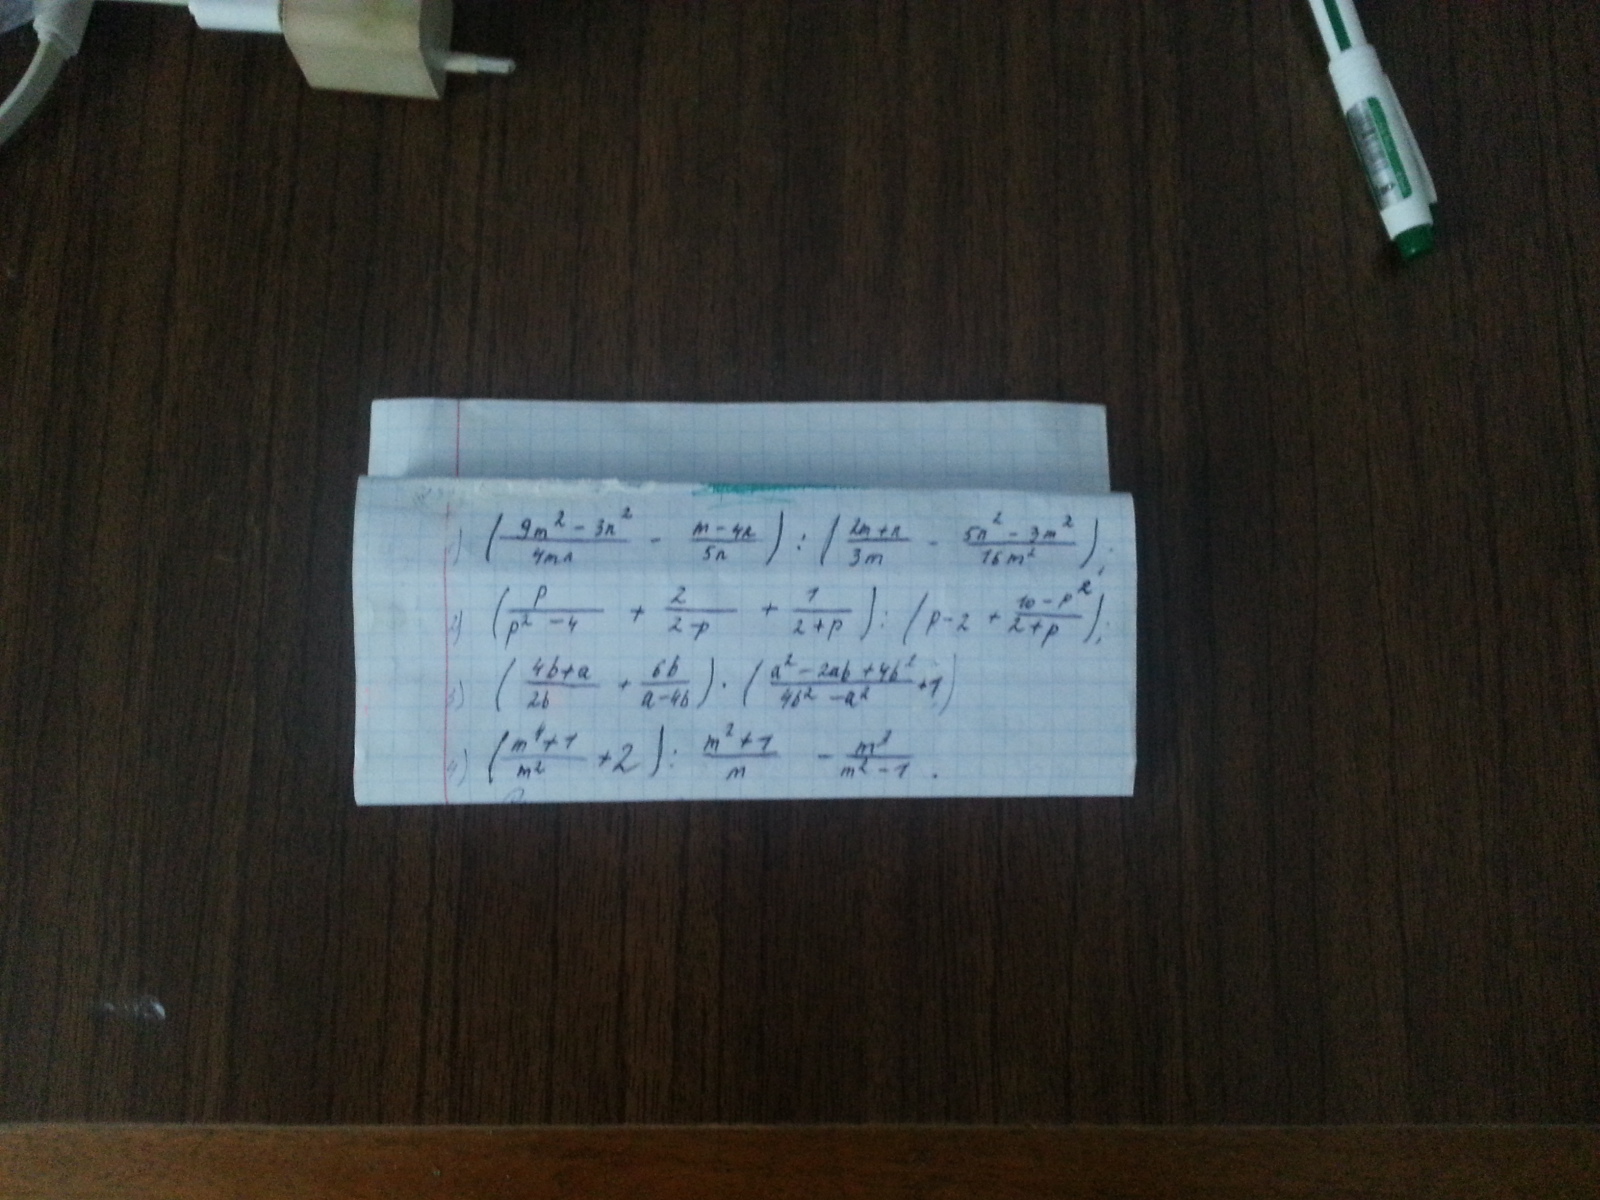 1) (9m² - 3n²/4mn - m - 4n/5n) : (2m + n/3m - 5n² - 3m²/15m²);
2) (p/p² - 4 + 2/2 - p + 1/2 + p) : (p - 2 + 10 - p²/2 + p);
3) (4b + a/2b + 6b/a - 4b) · (a² - 2ab + 4b²/4b² - a² + 1)
4) (m⁴ + 1/m² + 2) : m² + 1/m - m³/m² - 1.